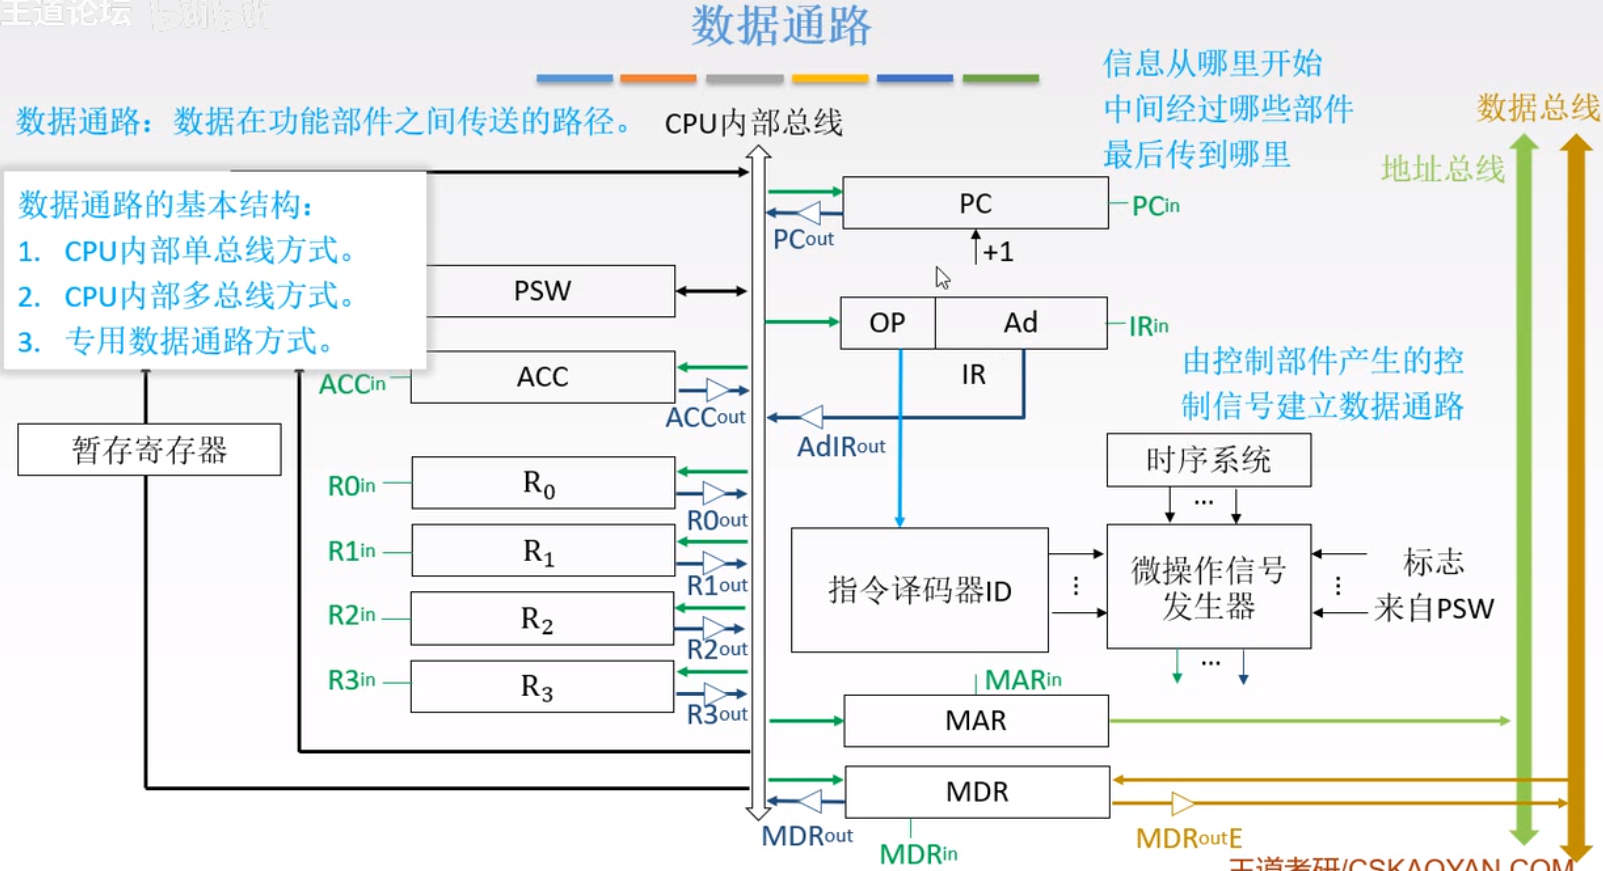 王道论坛
数据通路
信息从哪里开始
中间经过哪些部件
最后传到哪里
数据总线
地址总线
数据通路：数据在功能部件之间传送的路径。
CPU内部总线
数据通路的基本结构：
1. CPU内部单总线方式。
2. CPU内部多总线方式。
3. 专用数据通路方式。
PC
PCin
PCout
+1
PSW
OP
Ad
IRin
IR
ACCin
ACC
ACCout
AdIRout
由控制部件产生的控
制信号建立数据通路
暂存寄存器
时序系统
...
R0in
R0
R0out
R1in
R1
R1out
R2in
R2
R2out
R3in
R3
R3out
指令译码器ID
...
微操作信号
发生器
...
标志
来自PSW
...
MARin
MAR
MDR
MDRout
MDRin
MDRoutE
王道考研/CSKAOYAN.COM